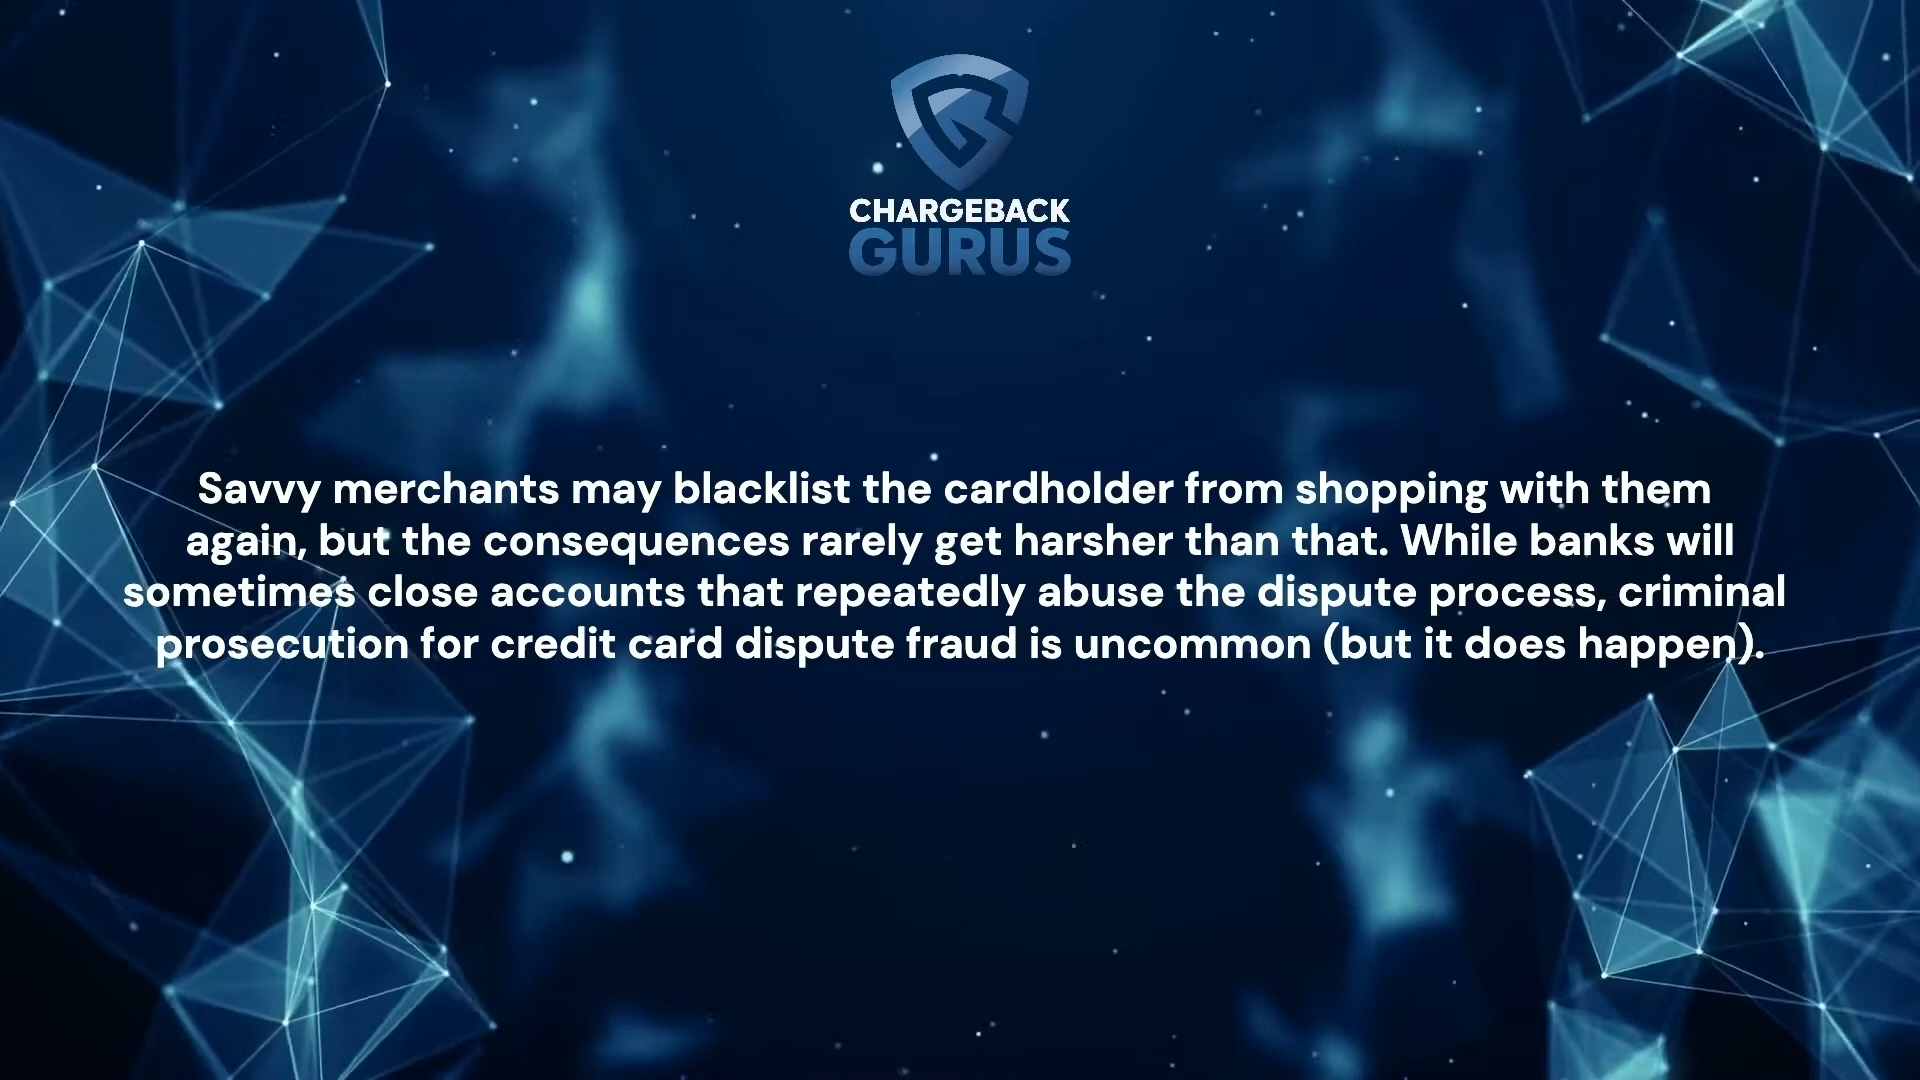 CHARGEBACK
GURUS
Savvy merchants may blacklist the cardholder from shopping with them
again, but the consequences rarely get harsher than that. While banks will
sometimes close accounts that repeatedly abuse the dispute process, criminal
prosecution for credit card dispute fraud is uncommon (but it does happen).